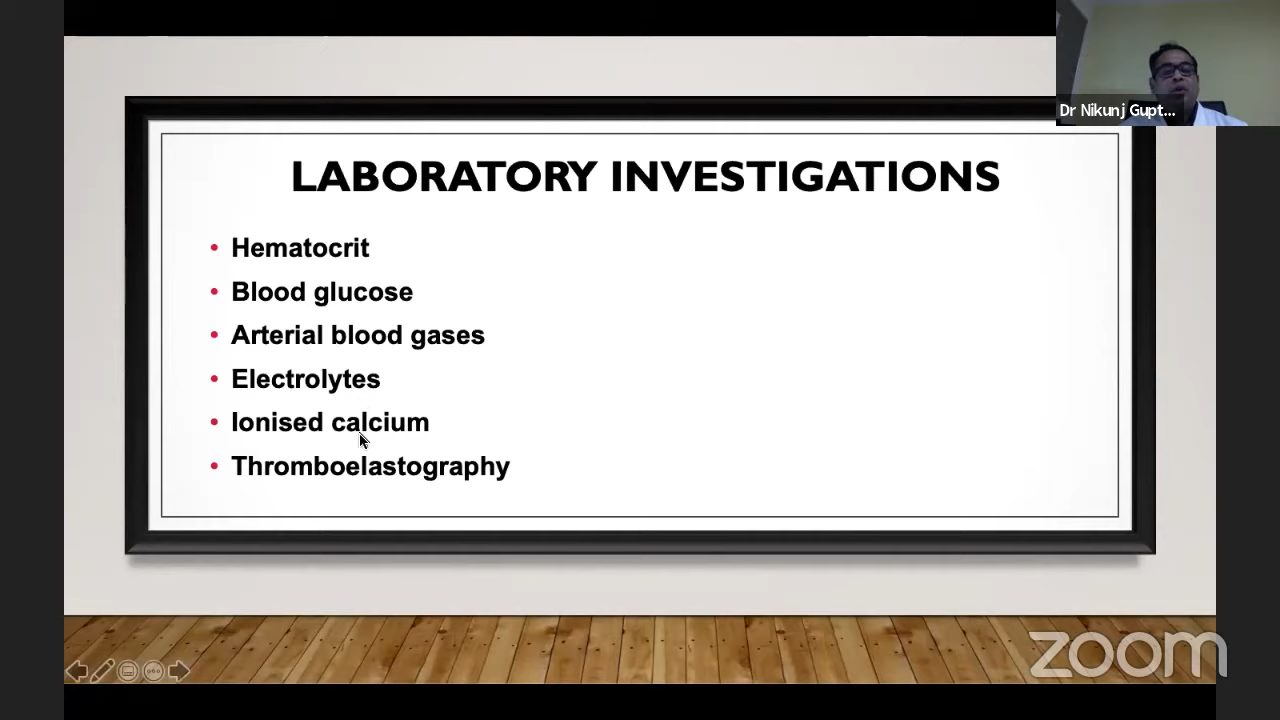 Dr Nikunj Gupt...
LABORATORY INVESTIGATIONS
• Hematocrit
• Blood glucose
• Arterial blood gases
• Electrolytes
• Ionised calcium
• Thromboelastography
zoom